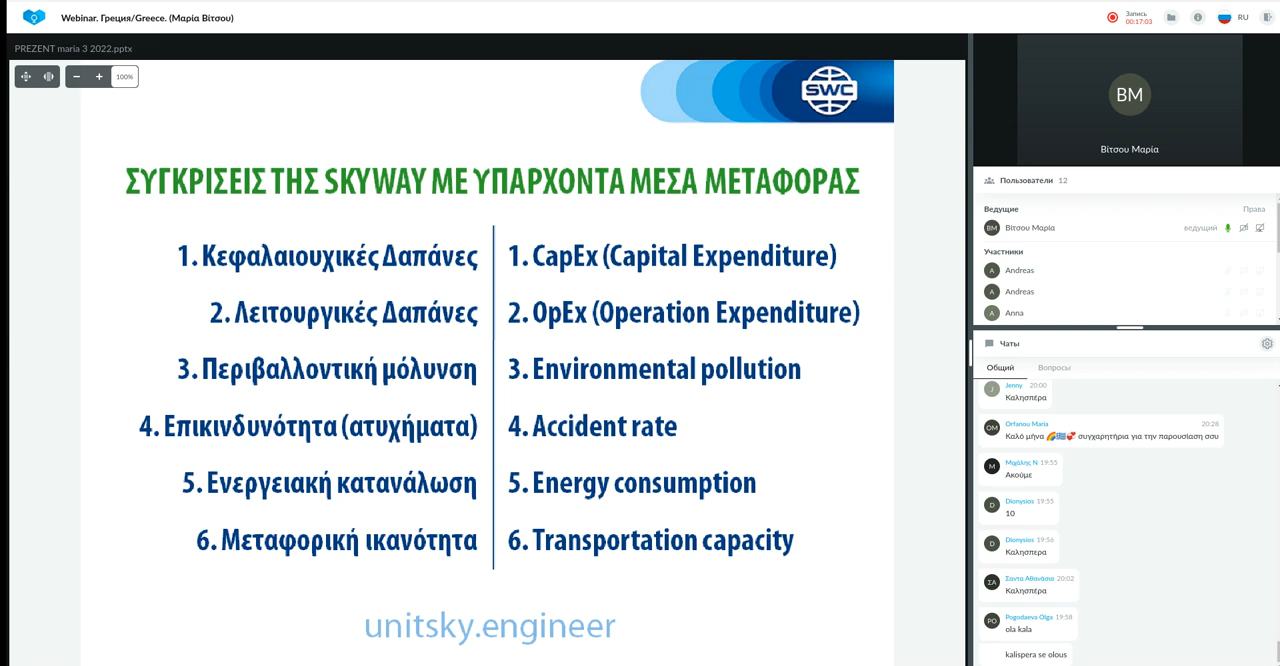 Webinar. Греция/Greece. (Μαρία Βίτσου)
Запись
00:17:03
RU
PREZENT maria 3 2022.pptx
100%
SWC
ΣΥΓΚΡΙΣΕΙΣ ΤΗΣ SKYWAY ΜΕ ΥΠΑΡΧΟΝΤΑ ΜΕΣΑ ΜΕΤΑΦΟΡΑΣ
1. Κεφαλαιουχικές Δαπάνες
2. Λειτουργικές Δαπάνες
3. Περιβαλλοντική μόλυνση
4. Επικινδυνότητα (ατυχήματα)
5. Ενεργειακή κατανάλωση
6. Μεταφορική ικανότητα
1. CapEx (Capital Expenditure)
2. OpEx (Operation Expenditure)
3. Environmental pollution
4. Accident rate
5. Energy consumption
6. Transportation capacity
unitsky.engineer
ΒΜ
Βίτσου Μαρία
Пользователи 12
Ведущие Права
ΒΜ Βίτσου Μαρία ведущий
Участники
A Andreas
A Andreas
A Anna
Чаты
Общий Вопросы
J Jenny 20:00
Καλησπέρα
OM Orfanou Maria 20:28
Καλό μήνα 🌈🇬🇷💞 συγχαρητήρια για την παρουσίαση σου
Μ Μιχάλης Ν 19:55
Ακούμε
D Dionysios 19:55
10
D Dionysios 19:56
Καλησπερα
ΣΑ Σαντα Αθανάσια 20:02
Καλησπέρα
PO Pogodaeva Olga 19:58
ola kala
kalispera se olous